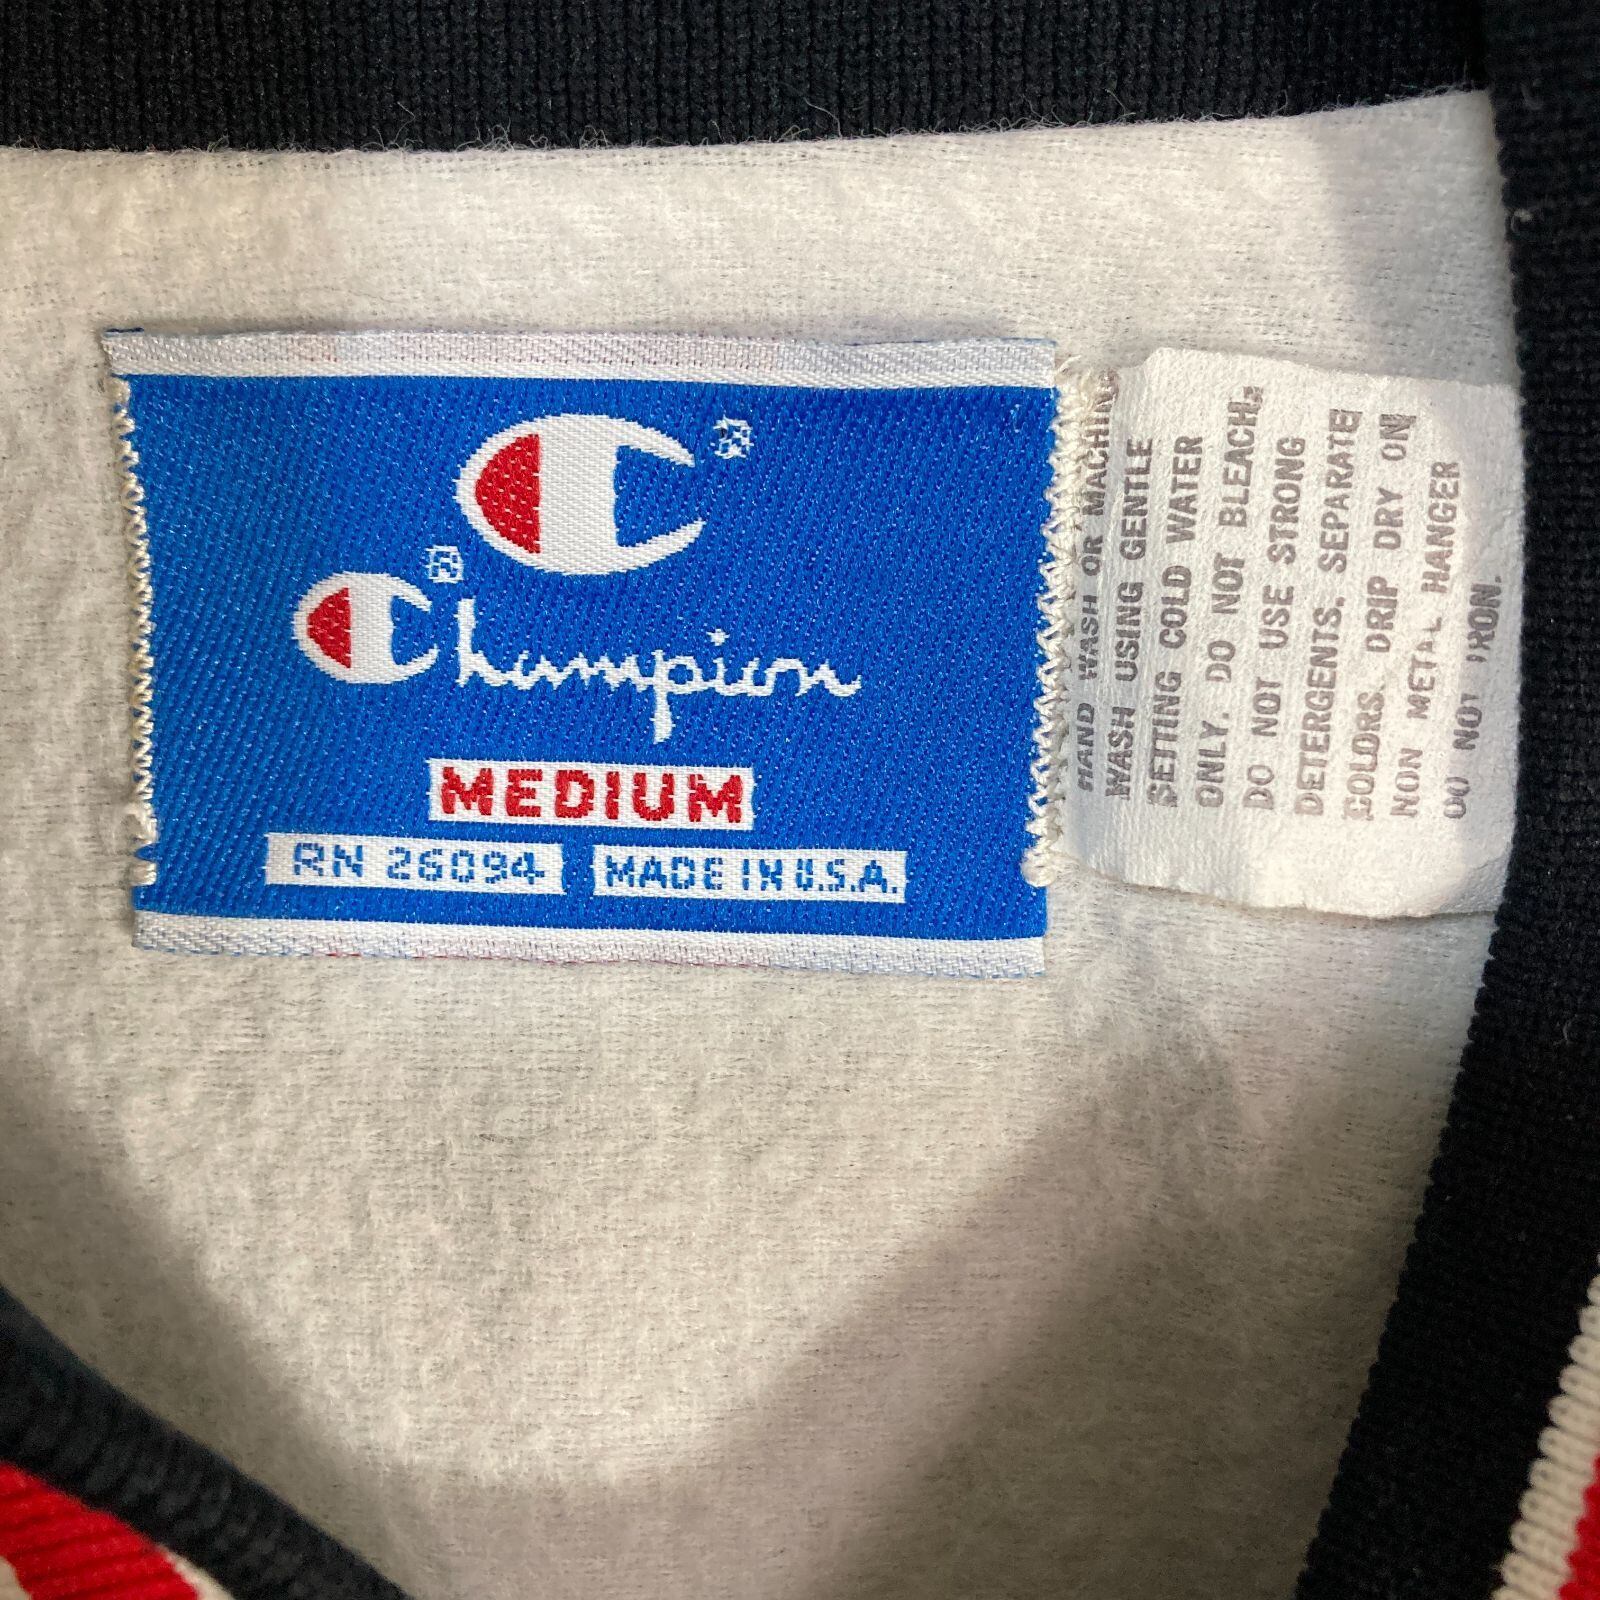 C®
C®hampion
MEDIUM
RN 26094 MADE IN U.S.A.
HAND WASH OR MACHINE
WASH USING GENTLE
SETTING COLD WATER
ONLY. DO NOT BLEACH.
DO NOT USE STRONG
DETERGENTS. SEPARATE
COLORS. DRIP DRY ON
NON METAL HANGER
DO NOT IRON.